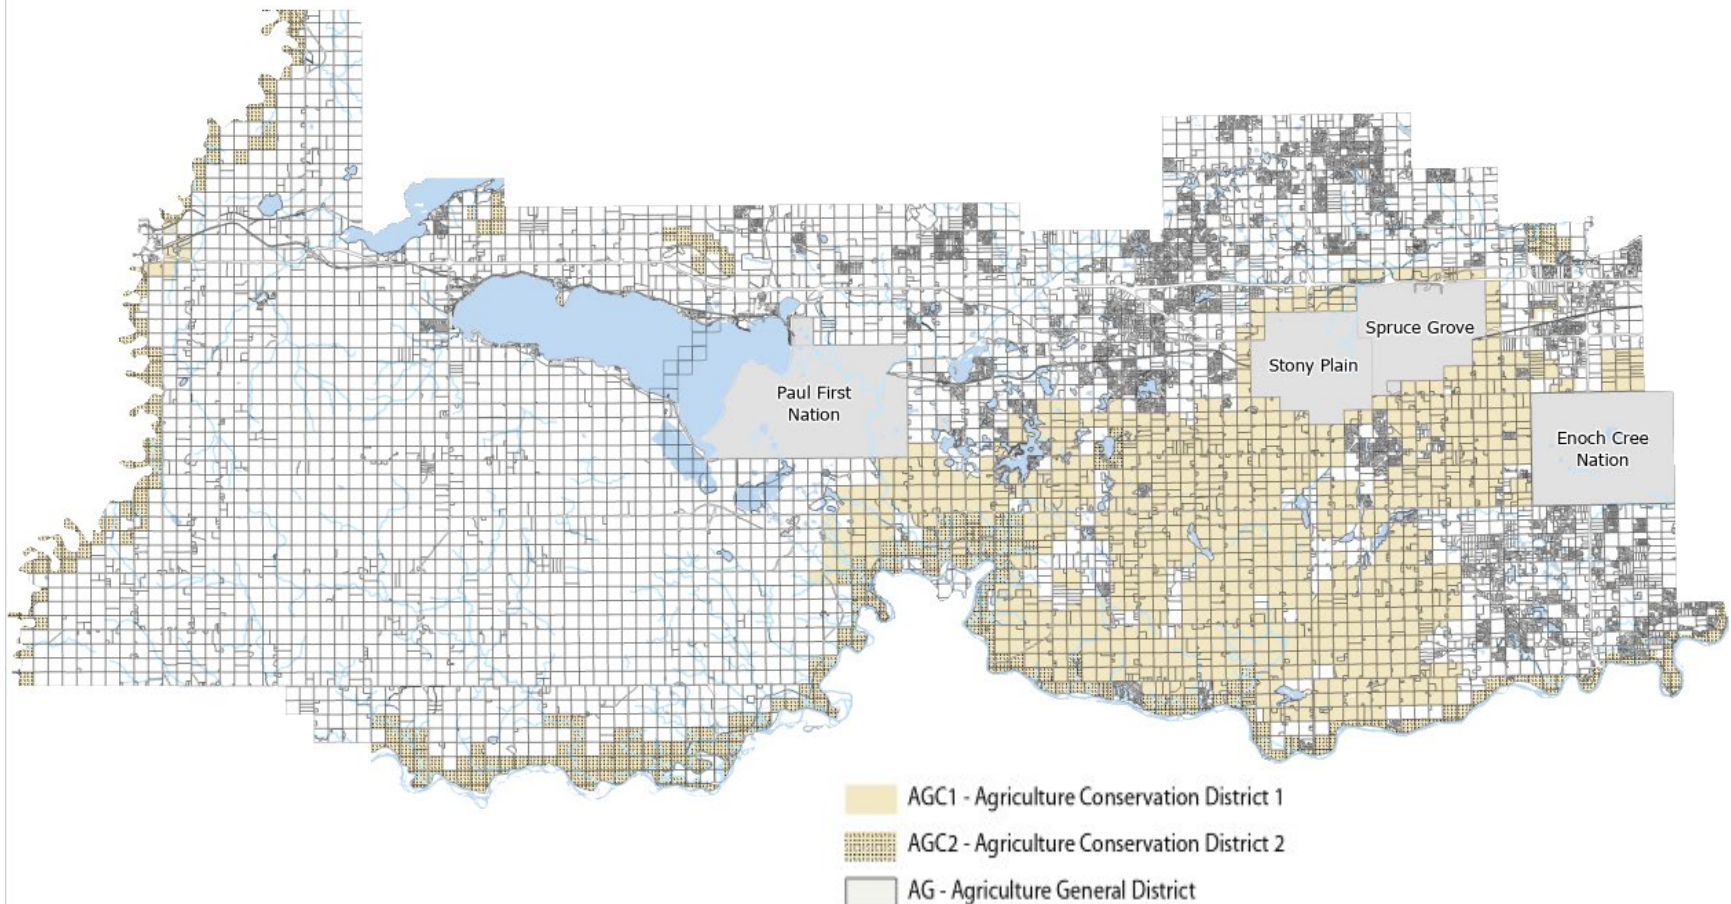 Spruce Grove
Stony Plain
Paul First
Nation
Enoch Cree
Nation
AGC1 - Agriculture Conservation District 1
AGC2 - Agriculture Conservation District 2
AG - Agriculture General District